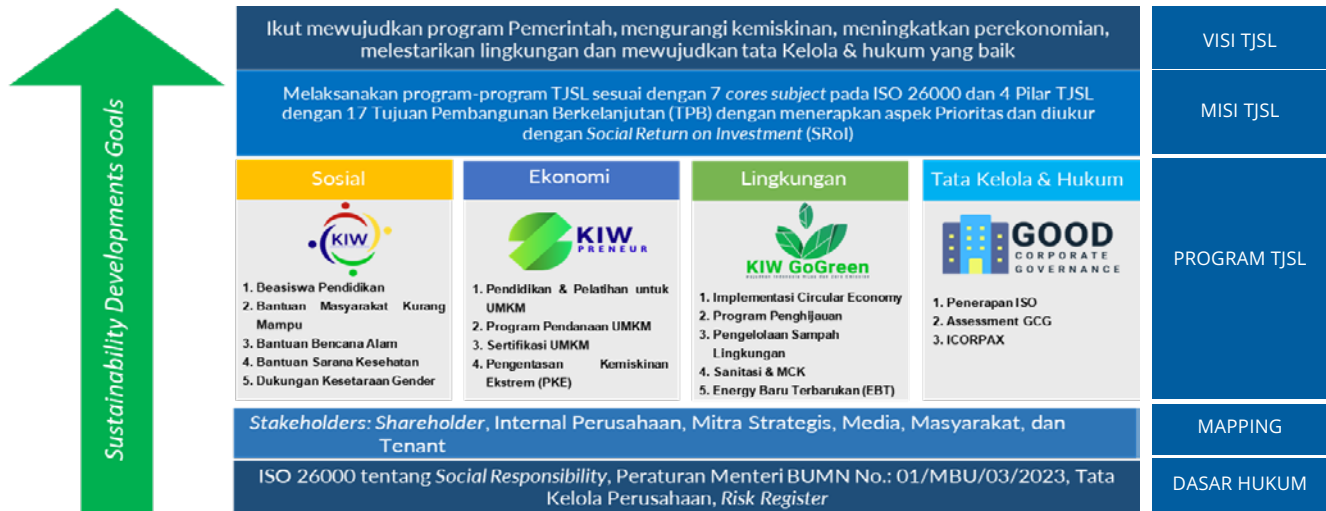 Sustainability Developments Goals
Ikut mewujudkan program Pemerintah, mengurangi kemiskinan, meningkatkan perekonomian,
melestarikan lingkungan dan mewujudkan tata Kelola & hukum yang baik
VISI TJSL
Melaksanakan program-program TJSL sesuai dengan 7 cores subject pada ISO 26000 dan 4 Pilar TJSL
dengan 17 Tujuan Pembangunan Berkelanjutan (TPB) dengan menerapkan aspek Prioritas dan diukur
dengan Social Return on Investment (SRoI)
MISI TJSL
Sosial
KIW
1. Beasiswa Pendidikan
2. Bantuan Masyarakat Kurang
Mampu
3. Bantuan Bencana Alam
4. Bantuan Sarana Kesehatan
5. Dukungan Kesetaraan Gender
Ekonomi
KIW
PRENEUR
1. Pendidikan & Pelatihan untuk
UMKM
2. Program Pendanaan UMKM
3. Sertifikasi UMKM
4. Pengentasan Kemiskinan
Ekstrem (PKE)
Lingkungan
KIW GoGreen
1. Implementasi Circular Economy
2. Program Penghijauan
3. Pengelolaan Sampah
Lingkungan
4. Sanitasi & MCK
5. Energy Baru Terbarukan (EBT)
Tata Kelola & Hukum
GOOD
CORPORATE
GOVERNANCE
1. Penerapan ISO
2. Assessment GCG
3. ICORPAX
PROGRAM TJSL
Stakeholders: Shareholder, Internal Perusahaan, Mitra Strategis, Media, Masyarakat, dan
Tenant
MAPPING
ISO 26000 tentang Social Responsibility, Peraturan Menteri BUMN No.: 01/MBU/03/2023, Tata
Kelola Perusahaan, Risk Register
DASAR HUKUM